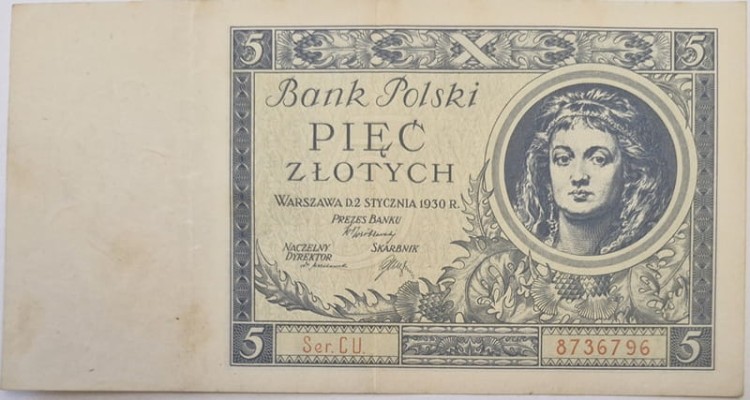 5 5
Bank Polski
PIĘĆ
ZŁOTYCH
WARSZAWA D.2 STYCZNIA 1930 R.
PREZES BANKU
NACZELNY DYREKTOR
SKARBNIK
5 Ser. CU. 8736796 5